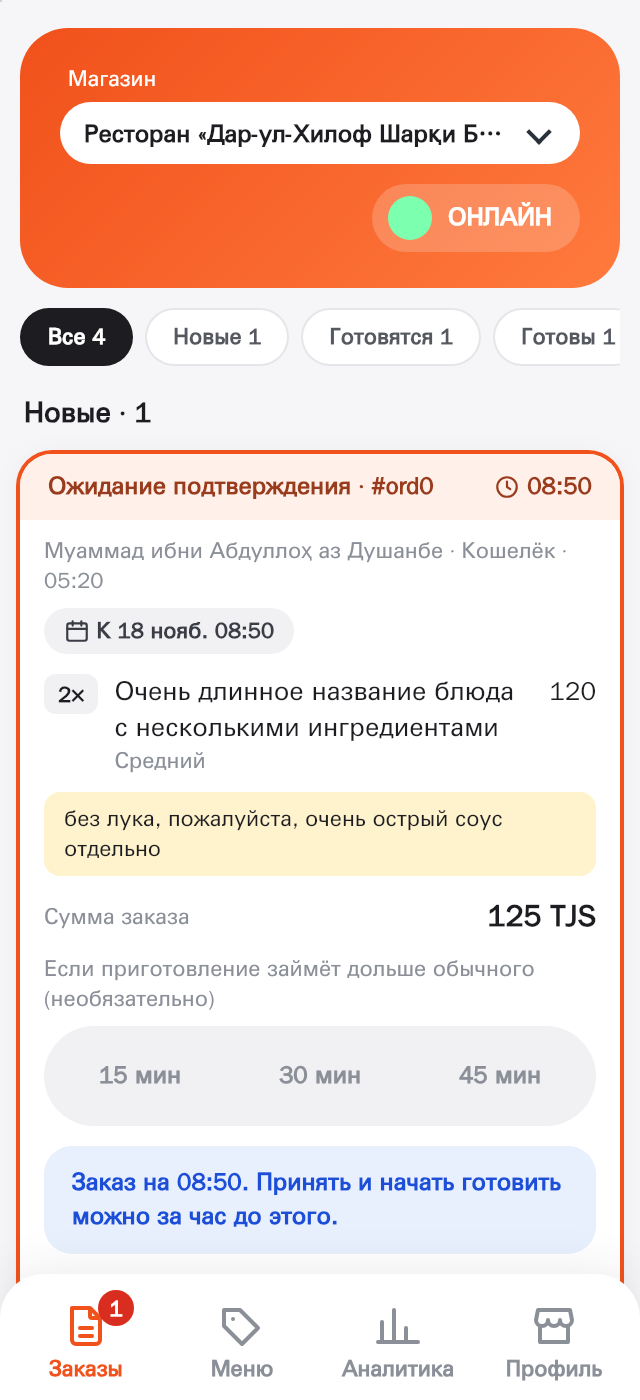 Магазин
Ресторан «Дар-ул-Хилоф Шарқи Б···
ОНЛАЙН
Все 4
Новые 1
Готовятся 1
Готовы 1
Новые · 1
Ожидание подтверждения · #ord0
08:50
Муаммад ибни Абдуллоҳ аз Душанбе · Кошелёк ·
05:20
К 18 нояб. 08:50
2×
Очень длинное название блюда
120
с несколькими ингредиентами
Средний
без лука, пожалуйста, очень острый соус
отдельно
Сумма заказа
125 TJS
Если приготовление займёт дольше обычного
(необязательно)
15 мин
30 мин
45 мин
Заказ на 08:50. Принять и начать готовить
можно за час до этого.
1
Заказы
Меню
Аналитика
Профиль